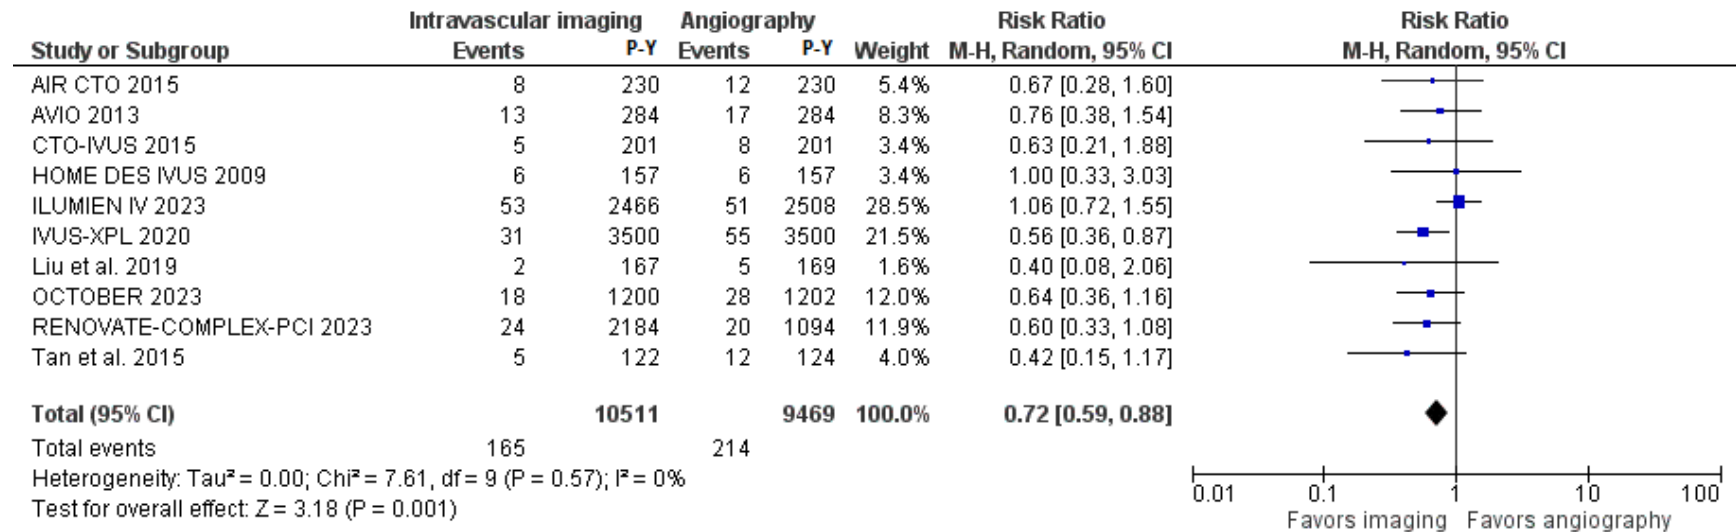 Intravascular imaging Angiography Risk Ratio Risk Ratio
Study or Subgroup Events P-Y Events P-Y Weight M-H, Random, 95% CI M-H, Random, 95% CI
AIR CTO 2015 8 230 12 230 5.4% 0.67 [0.28, 1.60]
AVIO 2013 13 284 17 284 8.3% 0.76 [0.38, 1.54]
CTO-IVUS 2015 5 201 8 201 3.4% 0.63 [0.21, 1.88]
HOME DES IVUS 2009 6 157 6 157 3.4% 1.00 [0.33, 3.03]
ILUMIEN IV 2023 53 2466 51 2508 28.5% 1.06 [0.72, 1.55]
IVUS-XPL 2020 31 3500 55 3500 21.5% 0.56 [0.36, 0.87]
Liu et al. 2019 2 167 5 169 1.6% 0.40 [0.08, 2.06]
OCTOBER 2023 18 1200 28 1202 12.0% 0.64 [0.36, 1.16]
RENOVATE-COMPLEX-PCI 2023 24 2184 20 1094 11.9% 0.60 [0.33, 1.08]
Tan et al. 2015 5 122 12 124 4.0% 0.42 [0.15, 1.17]
Total (95% CI) 10511 9469 100.0% 0.72 [0.59, 0.88]
Total events 165 214
Heterogeneity: Tau² = 0.00; Chi² = 7.61, df = 9 (P = 0.57); I² = 0%
Test for overall effect: Z = 3.18 (P = 0.001)
0.01 0.1 1 10 100
Favors imaging Favors angiography